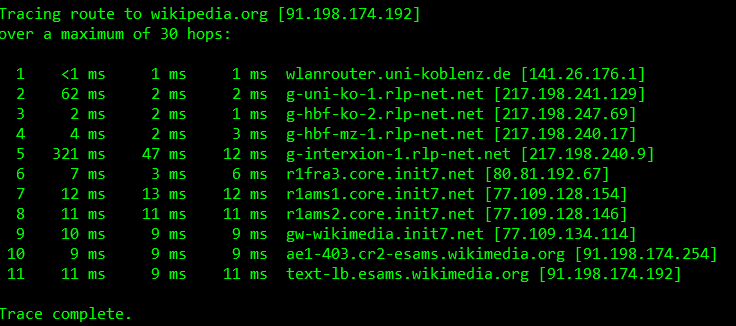 Tracing route to wikipedia.org [91.198.174.192]
over a maximum of 30 hops:
1 <1 ms 1 ms 1 ms wlanrouter.uni-koblenz.de [141.26.176.1]
2 62 ms 2 ms 2 ms g-uni-ko-1.rlp-net.net [217.198.241.129]
3 2 ms 2 ms 1 ms g-hbf-ko-2.rlp-net.net [217.198.247.69]
4 4 ms 2 ms 3 ms g-hbf-mz-1.rlp-net.net [217.198.240.17]
5 321 ms 47 ms 12 ms g-interxion-1.rlp-net.net [217.198.240.9]
6 7 ms 3 ms 6 ms r1fra3.core.init7.net [80.81.192.67]
7 12 ms 13 ms 12 ms r1ams1.core.init7.net [77.109.128.154]
8 11 ms 11 ms 11 ms r1ams2.core.init7.net [77.109.128.146]
9 10 ms 9 ms 9 ms gw-wikimedia.init7.net [77.109.134.114]
10 9 ms 9 ms 9 ms ae1-403.cr2-esams.wikimedia.org [91.198.174.254]
11 11 ms 9 ms 11 ms text-lb.esams.wikimedia.org [91.198.174.192]
Trace complete.